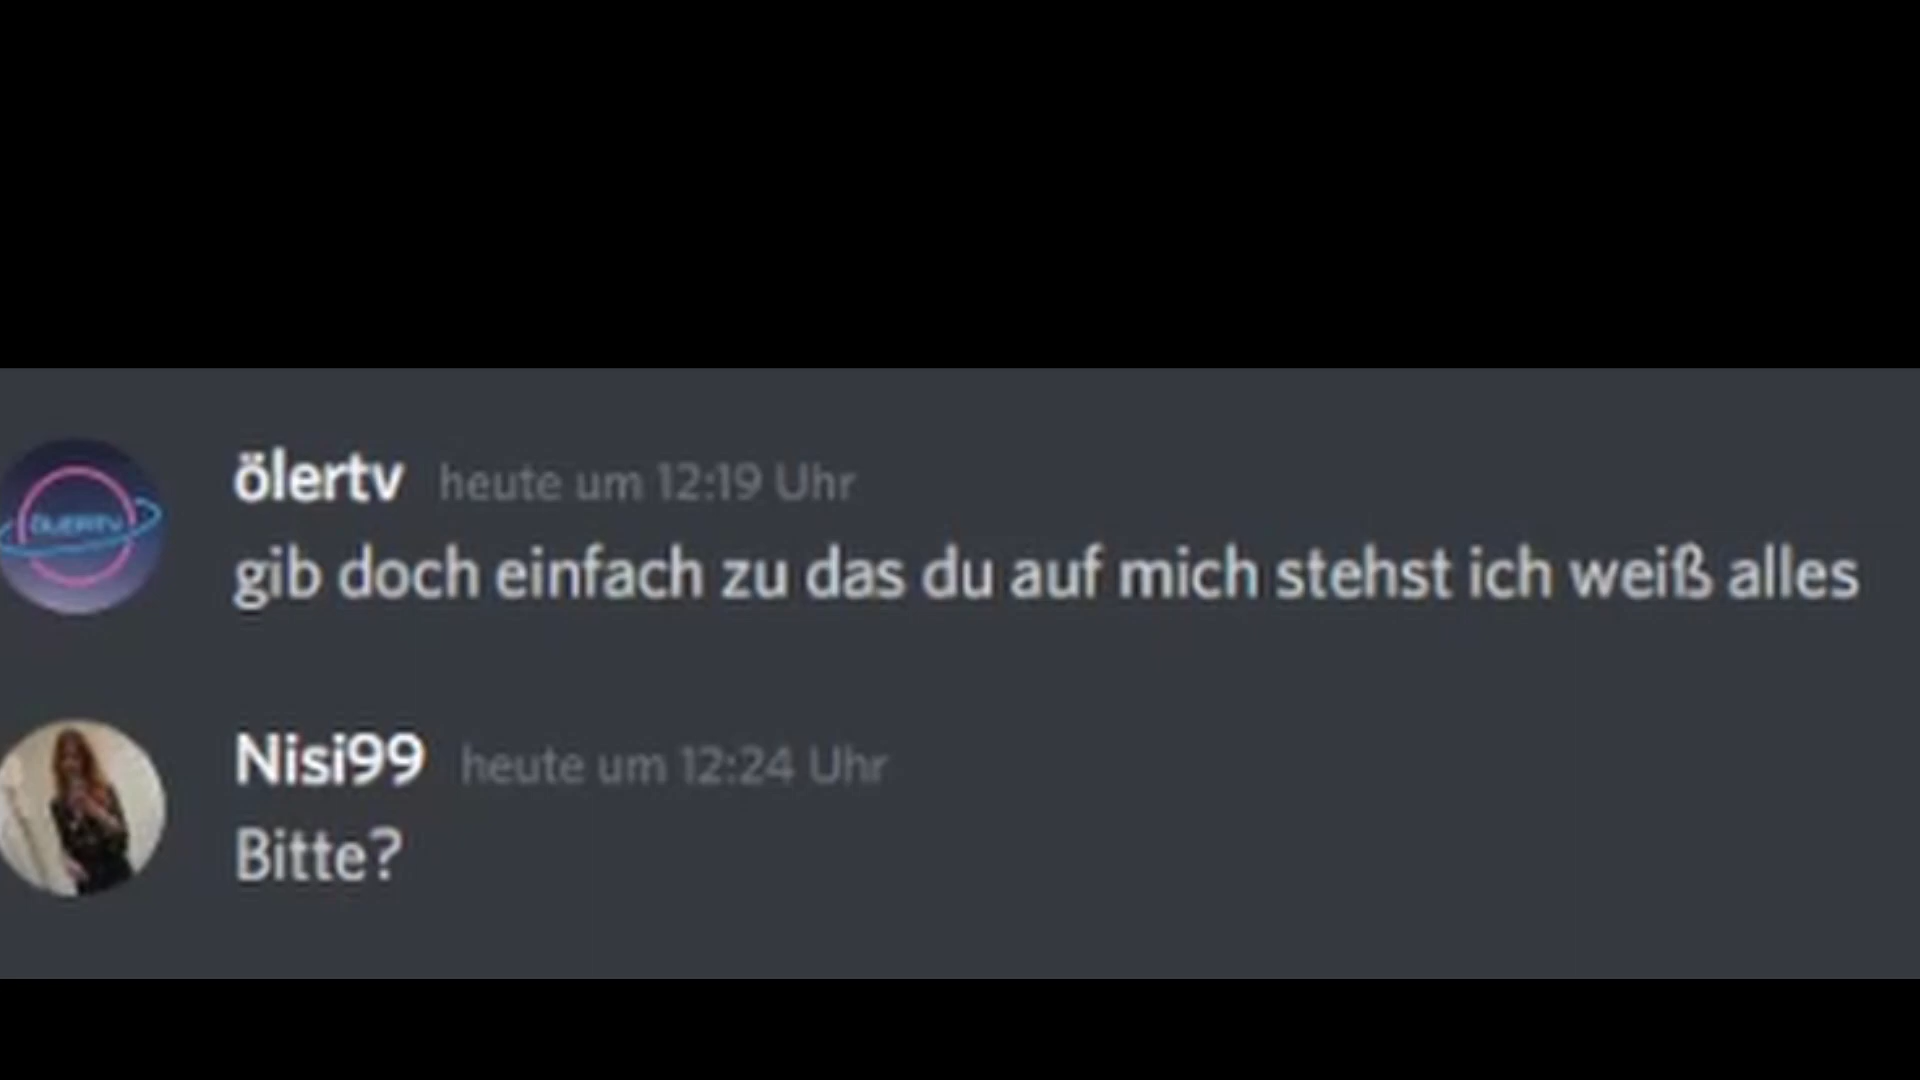 ölertv heute um 12:19 Uhr
ÖLERTV
gib doch einfach zu das du auf mich stehst ich weiß alles
Nisi99 heute um 12:24 Uhr
Bitte?